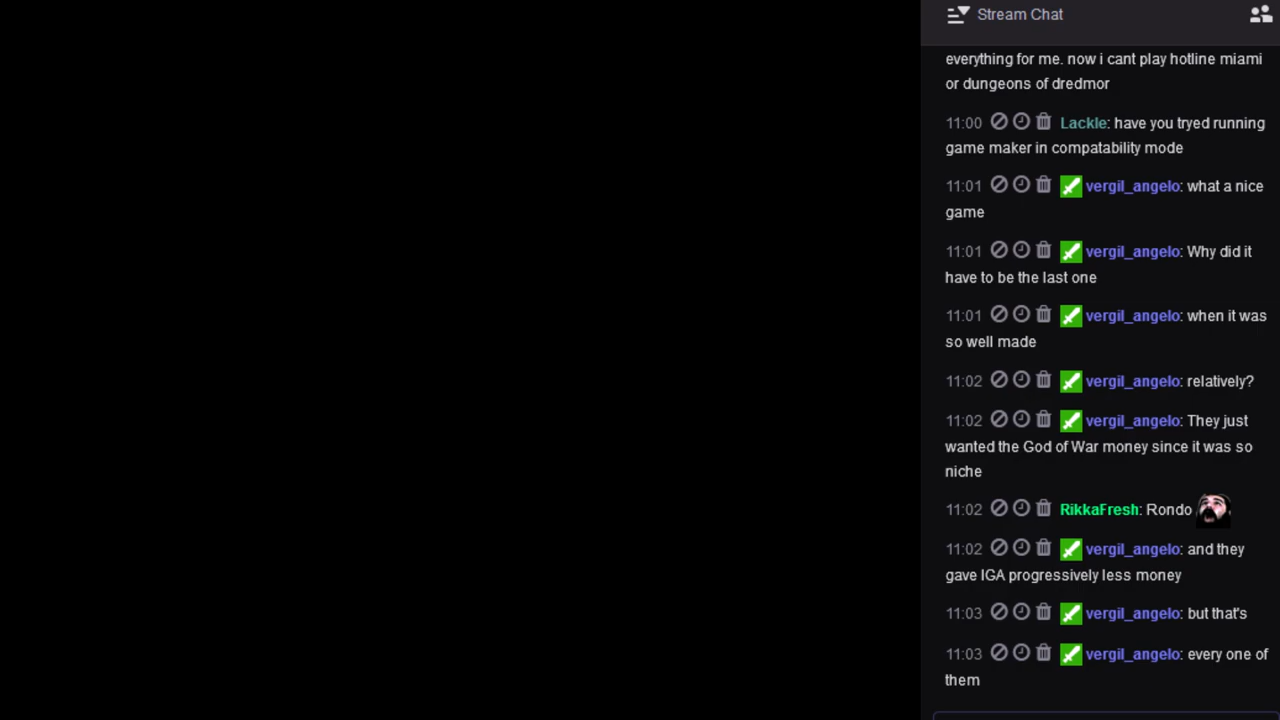 Stream Chat
everything for me. now i cant play hotline miami
or dungeons of dredmor
11:00 Lackle: have you tryed running
game maker in compatability mode
11:01 vergil_angelo: what a nice
game
11:01 vergil_angelo: Why did it
have to be the last one
11:01 vergil_angelo: when it was
so well made
11:02 vergil_angelo: relatively?
11:02 vergil_angelo: They just
wanted the God of War money since it was so
niche
11:02 RikkaFresh: Rondo
11:02 vergil_angelo: and they
gave IGA progressively less money
11:03 vergil_angelo: but that's
11:03 vergil_angelo: every one of
them